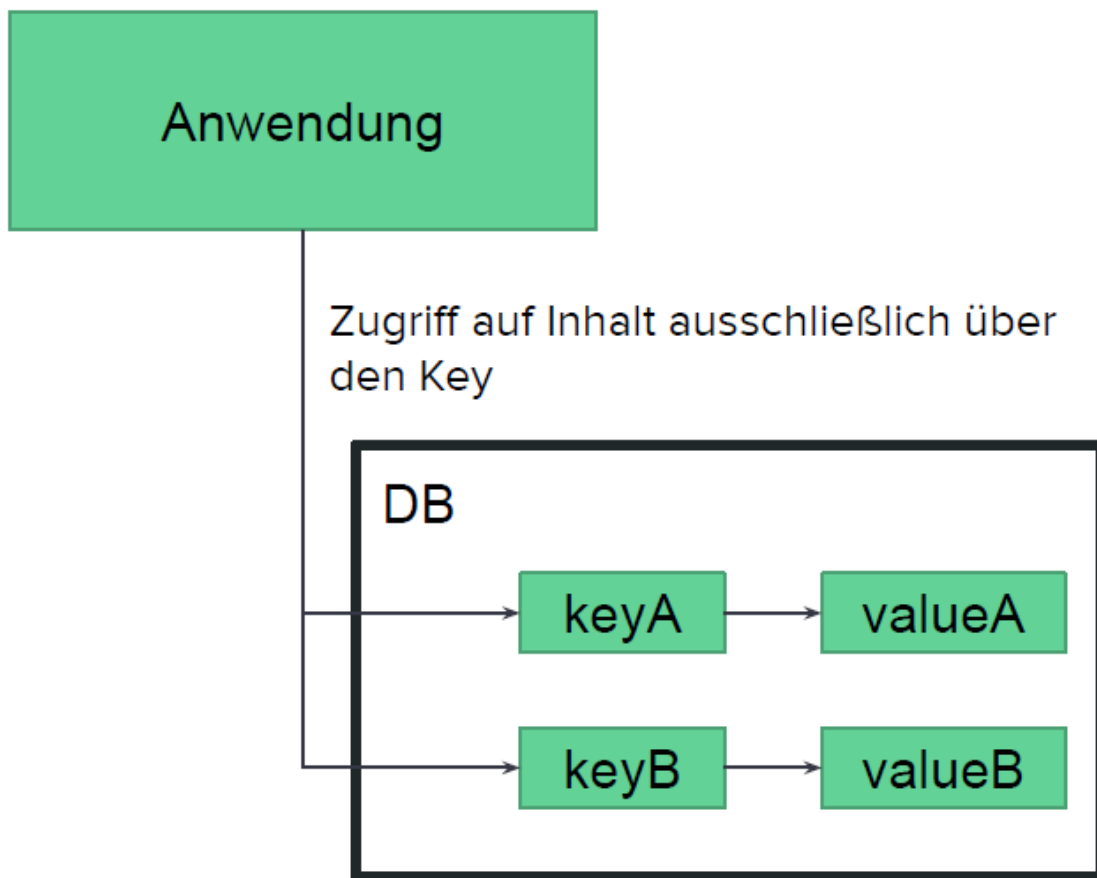 Anwendung
Zugriff auf Inhalt ausschließlich über
den Key
DB
keyA
valueA
keyB
valueB